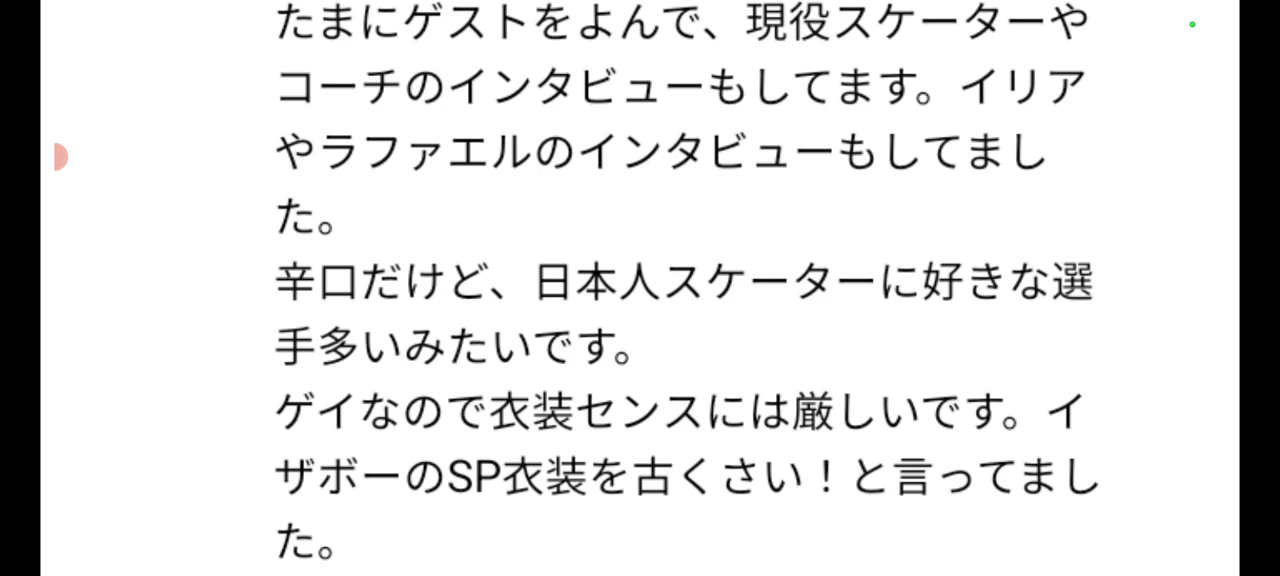 たまにゲストをよんで、現役スケーターや
コーチのインタビューもしてます。イリア
やラファエルのインタビューもしてまし
た。
辛口だけど、日本人スケーターに好きな選
手多いみたいです。
ゲイなので衣装センスには厳しいです。イ
ザボーのSP衣装を古くさい！と言ってまし
た。